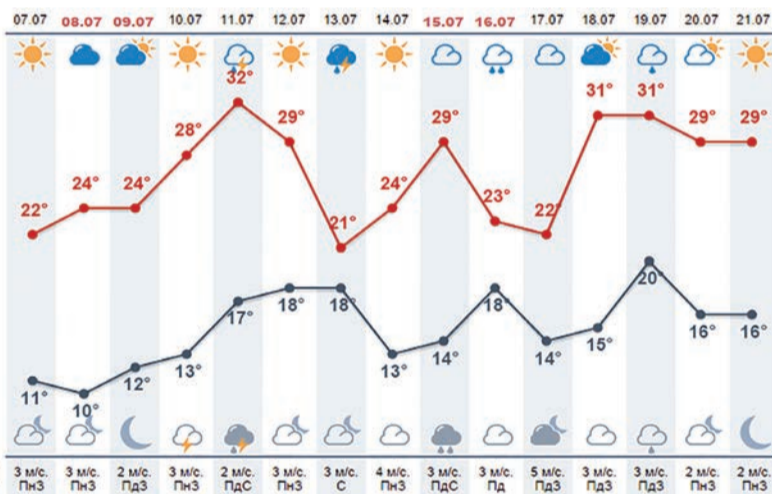 07.07 08.07 09.07 10.07 11.07 12.07 13.07 14.07 15.07 16.07 17.07 18.07 19.07 20.07 21.07
22° 24° 24° 28° 32° 29° 21° 24° 29° 23° 22° 31° 31° 29° 29°
11° 10° 12° 13° 17° 18° 18° 13° 14° 18° 14° 15° 20° 16° 16°
3 м/с. 3 м/с. 2 м/с. 3 м/с. 2 м/с. 3 м/с. 3 м/с. 4 м/с. 3 м/с. 3 м/с. 5 м/с. 3 м/с. 3 м/с. 2 м/с. 2 м/с.
ПнЗ ПнЗ ПдЗ ПнЗ ПдС ПнЗ С ПнЗ ПдС Пд ПдЗ ПдЗ ПдЗ ПнЗ ПнЗ